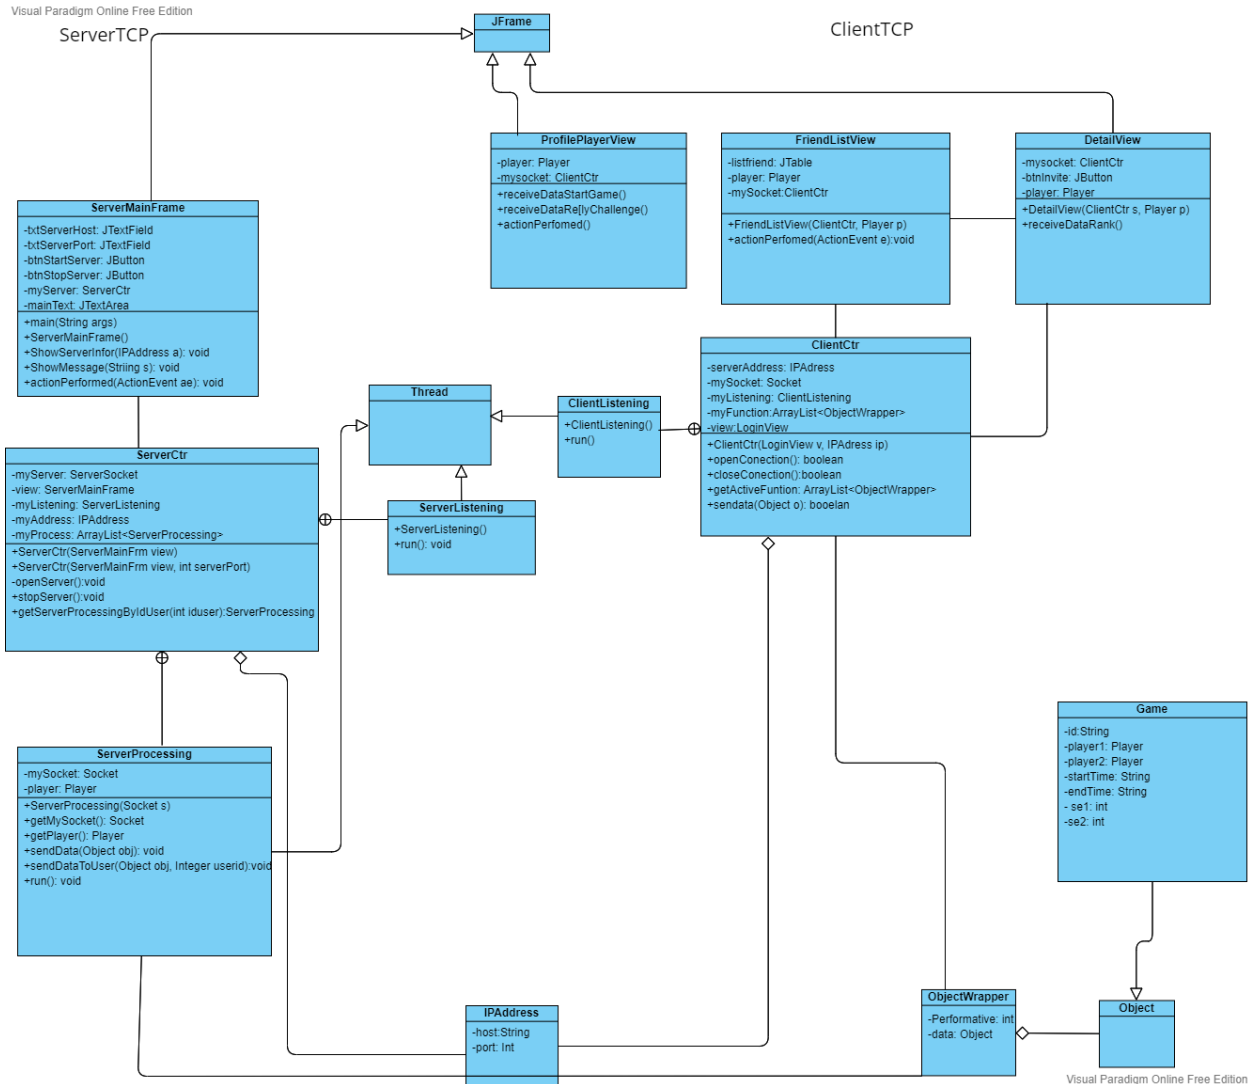 Visual Paradigm Online Free Edition
ServerTCP
ClientTCP
JFrame
ProfilePlayerView
-player: Player
-mysocket: ClientCtr
+receiveDataStartGame()
+receiveDataRe[lyChallenge()
+actionPerfomed()
FriendListView
-listfriend: JTable
-player: Player
-mySocket:ClientCtr
+FriendListView(ClientCtr, Player p)
+actionPerfomed(ActionEvent e):void
DetailView
-mysocket: ClientCtr
-btnInvite: JButton
-player: Player
+DetailView(ClientCtr s, Player p)
+receiveDataRank()
ServerMainFrame
-txtServerHost: JTextField
-txtServerPort: JTextField
-btnStartServer: JButton
-btnStopServer: JButton
-myServer: ServerCtr
-mainText: JTextArea
+main(String args)
+ServerMainFrame()
+ShowServerInfor(IPAddress a): void
+ShowMessage(Striing s): void
+actionPerformed(ActionEvent ae): void
Thread
ClientListening
+ClientListening()
+run()
ClientCtr
-serverAddress: IPAdress
-mySocket: Socket
-myListening: ClientListening
-myFunction:ArrayList<ObjectWrapper>
-view:LoginView
+ClientCtr(LoginView v, IPAdress ip)
+openConection(): boolean
+closeConection():boolean
+getActiveFuntion: ArrayList<ObjectWrapper>
+sendata(Object o): booelan
ServerCtr
-myServer: ServerSocket
-view: ServerMainFrame
-myListening: ServerListening
-myAddress: IPAddress
-myProcess: ArrayList<ServerProcessing>
+ServerCtr(ServerMainFrm view)
+ServerCtr(ServerMainFrm view, int serverPort)
-openServer():void
+stopServer():void
+getServerProcessingByIdUser(int iduser):ServerProcessing
ServerListening
+ServerListening()
+run(): void
ServerProcessing
-mySocket: Socket
-player: Player
+ServerProcessing(Socket s)
+getMySocket(): Socket
+getPlayer(): Player
+sendData(Object obj): void
+sendDataToUser(Object obj, Integer userid):void
+run(): void
Game
-id:String
-player1: Player
-player2: Player
-startTime: String
-endTime: String
- se1: int
-se2: int
IPAddress
-host:String
-port: Int
ObjectWrapper
-Performative: int
-data: Object
Object
Visual Paradigm Online Free Edition